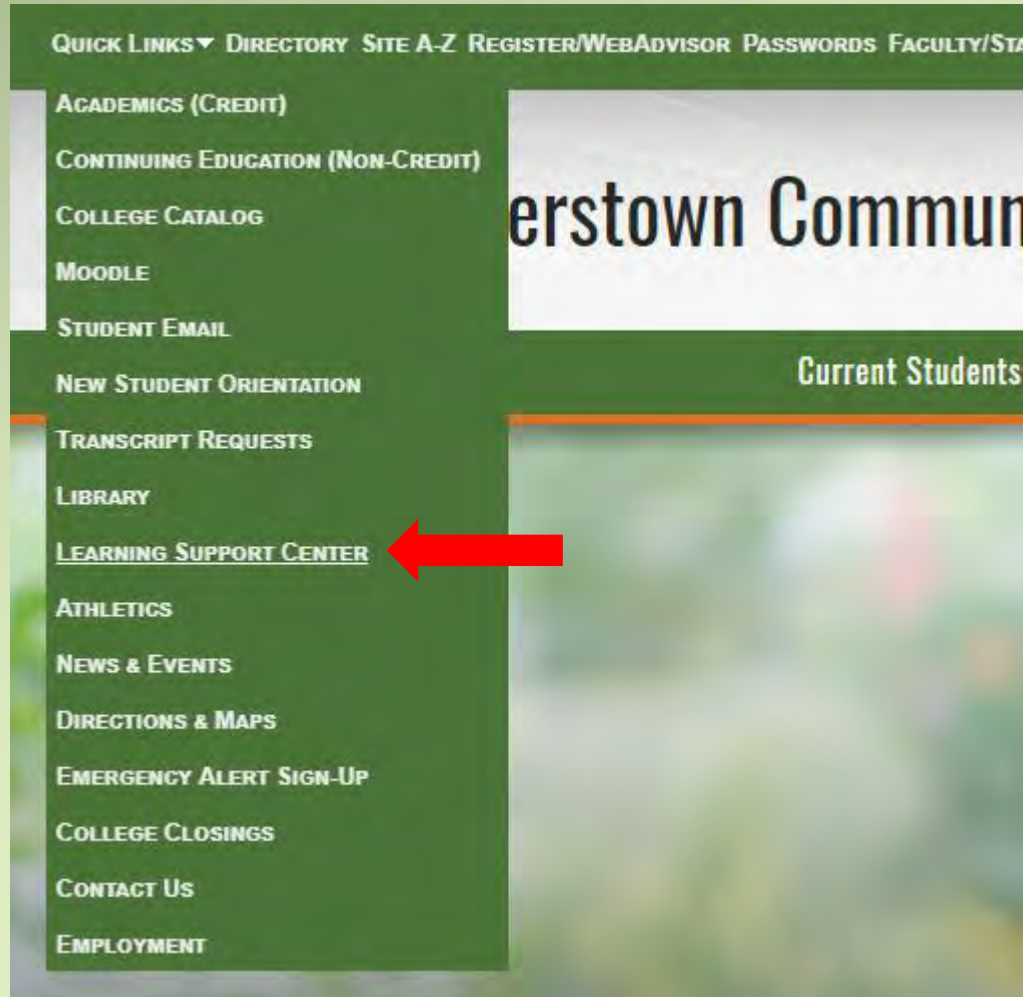 Quick Links▼ Directory Site A-Z Register/WebAdvisor Passwords Faculty/Sta
Academics (Credit)
Continuing Education (Non-Credit)
College Catalog
erstown Commun
Moodle
Student Email
New Student Orientation
Current Students
Transcript Requests
Library
Learning Support Center
Athletics
News & Events
Directions & Maps
Emergency Alert Sign-Up
College Closings
Contact Us
Employment